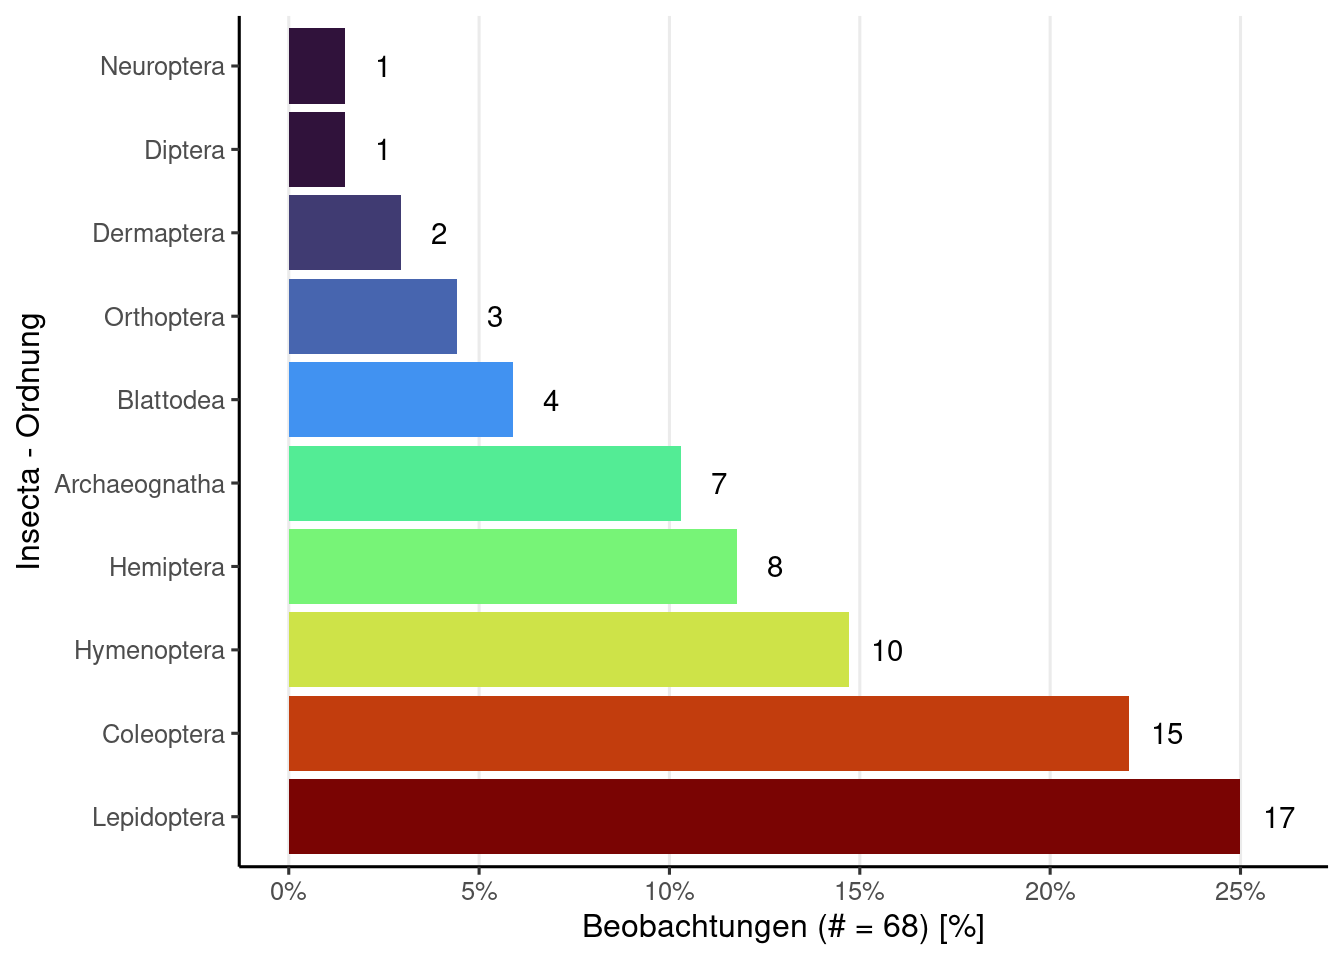 Neuroptera 1
Diptera 1
Dermaptera 2
Orthoptera 3
Blattodea 4
Archaeognatha 7
Hemiptera 8
Hymenoptera 10
Coleoptera 15
Lepidoptera 17
Insecta - Ordnung
0% 5% 10% 15% 20% 25%
Beobachtungen (# = 68) [%]